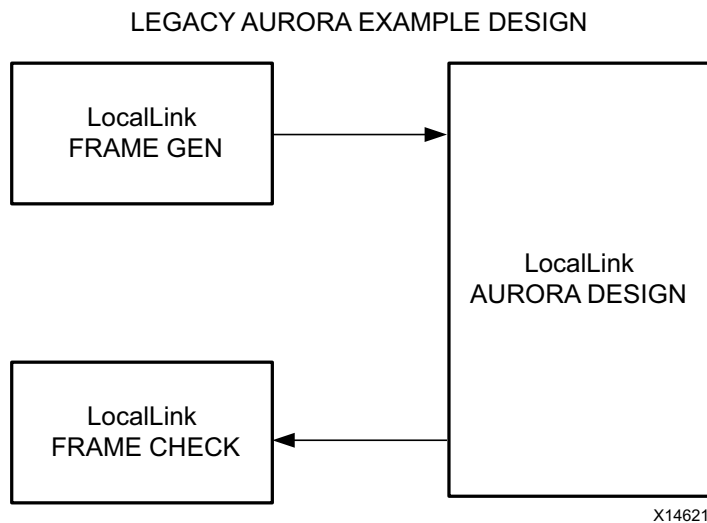 LEGACY AURORA EXAMPLE DESIGN
LocalLink
FRAME GEN
LocalLink
AURORA DESIGN
LocalLink
FRAME CHECK
X14621